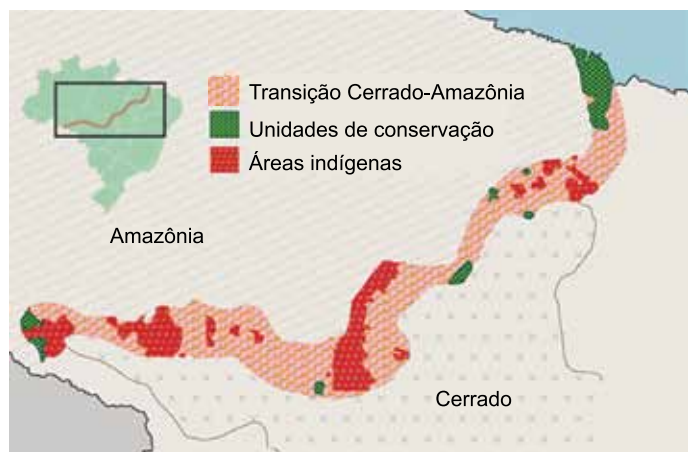 Transição Cerrado-Amazônia
Unidades de conservação
Áreas indígenas
Amazônia
Cerrado